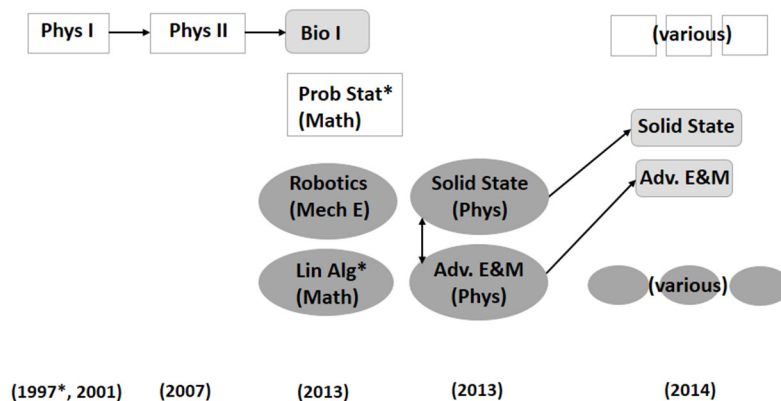 Phys I
Phys II
Bio I
(various)
Prob Stat*
(Math)
Solid State
Robotics
(Mech E)
Solid State
(Phys)
Adv. E&M
Lin Alg*
(Math)
Adv. E&M
(Phys)
(various)
(1997*, 2001)
(2007)
(2013)
(2013)
(2014)